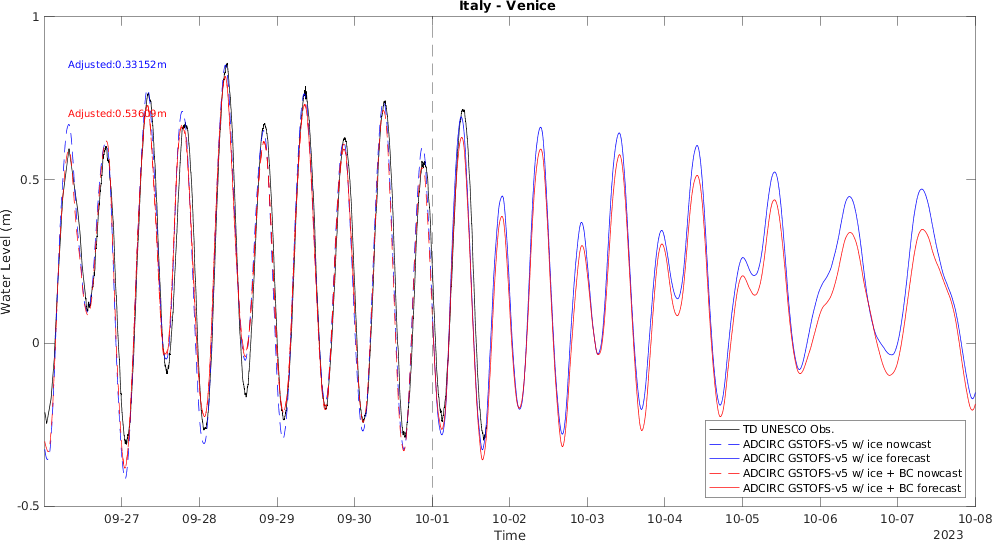 Italy - Venice
1
Adjusted:0.33152m
Adjusted:0.53609m
0.5
Water Level (m)
0
TD UNESCO Obs.
ADCIRC GSTOFS-v5 w/ ice nowcast
ADCIRC GSTOFS-v5 w/ ice forecast
ADCIRC GSTOFS-v5 w/ ice + BC nowcast
ADCIRC GSTOFS-v5 w/ ice + BC forecast
-0.5
09-27 09-28 09-29 09-30 10-01 10-02 10-03 10-04 10-05 10-06 10-07 10-08
Time
2023